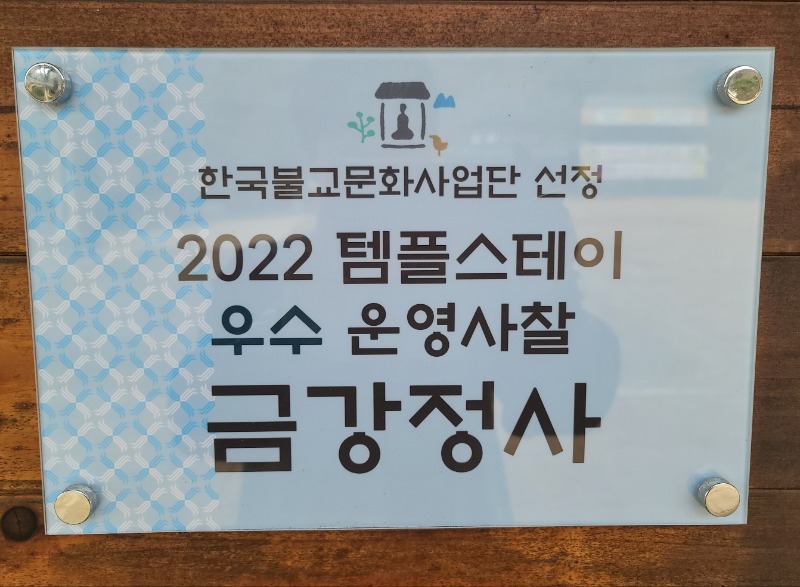 한국불교문화사업단 선정
2022 템플스테이
우수 운영사찰
금강정사